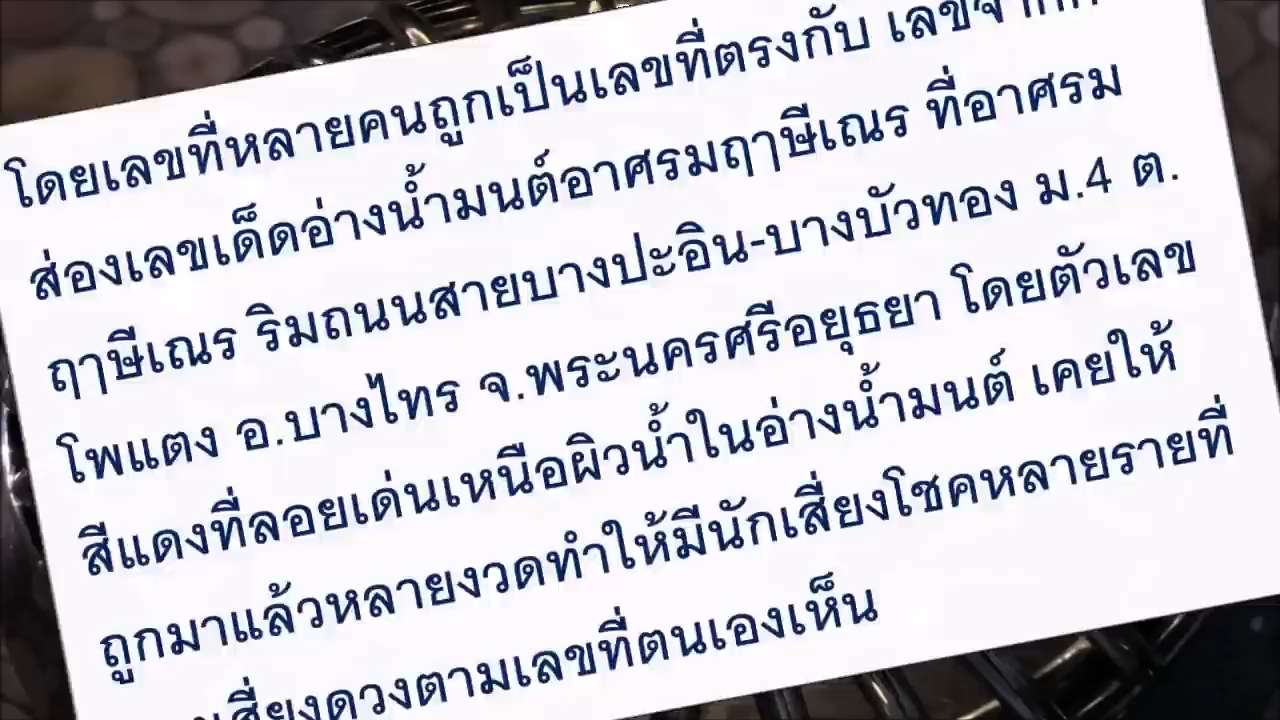 โดยเลขที่หลายคนถูกเป็นเลขที่ตรงกับ
ส่องเลขเด็ดอ่างน้ำมนต์อาศรมฤาษีเณร ที่อาศรม
ฤาษีเณร ริมถนนสายบางปะอิน-บางบัวทอง ม.4 ต.
โพแตง อ.บางไทร จ.พระนครศรีอยุธยา โดยตัวเลข
สีแดงที่ลอยเด่นเหนือผิวน้ำในอ่างน้ำมนต์ เคยให้
ถูกมาแล้วหลายงวดทำให้มีนักเสี่ยงโชคหลายรายที่
เสี่ยงดวงตามเลขที่ตนเองเห็น